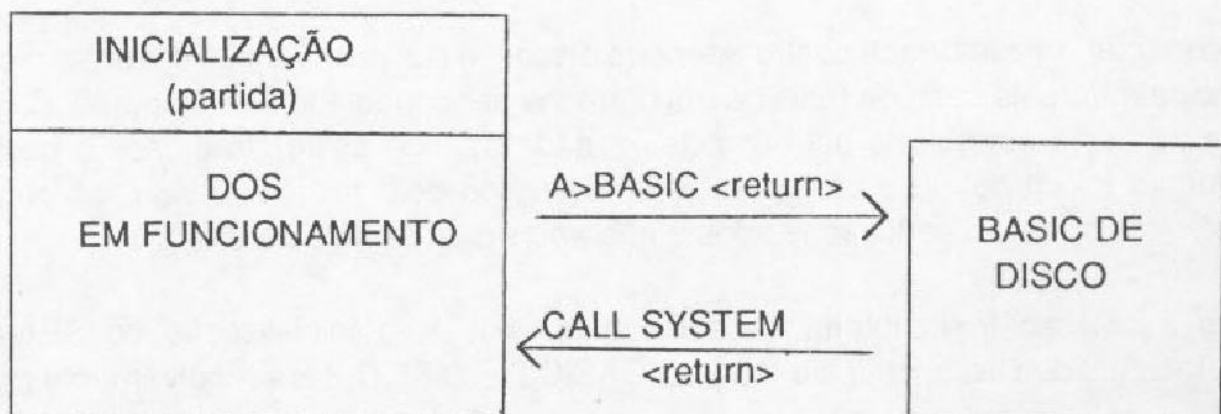 INICIALIZAÇÃO
(partida)
DOS
EM FUNCIONAMENTO
A>BASIC <return>
CALL SYSTEM
<return>
BASIC DE
DISCO